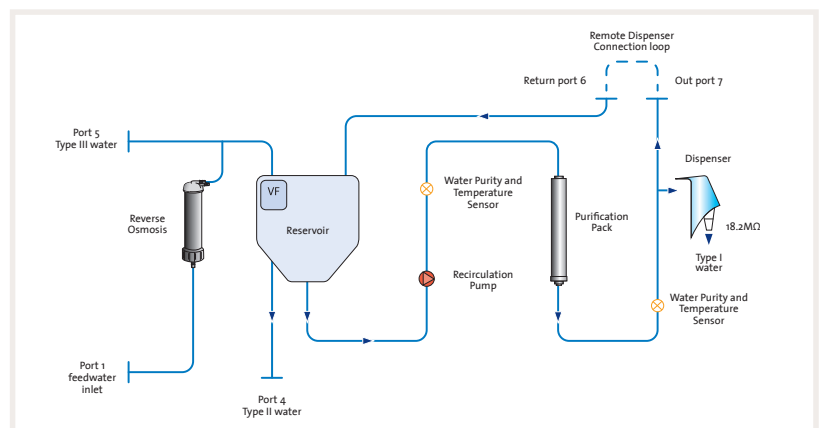 Remote Dispenser
Connection loop
Return port 6
Out port 7
Port 5
Type III water
Dispenser
VF
Water Purity and
Temperature
Sensor
Reverse
Osmosis
Reservoir
Purification
Pack
18.2MΩ
Type I
water
Recirculation
Pump
Water Purity and
Temperature
Sensor
Port 1
feedwater
inlet
Port 4
Type II water